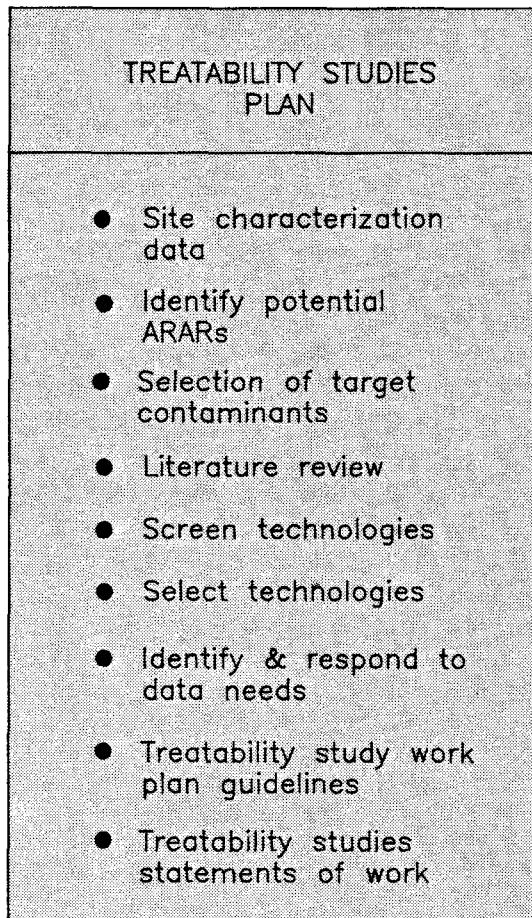 TREATABILITY STUDIES
PLAN
● Site characterization
data
● Identify potential
ARARs
● Selection of target
contaminants
● Literature review
● Screen technologies
● Select technologies
● Identify & respond to
data needs
● Treatability study work
plan guidelines
● Treatability studies
statements of work